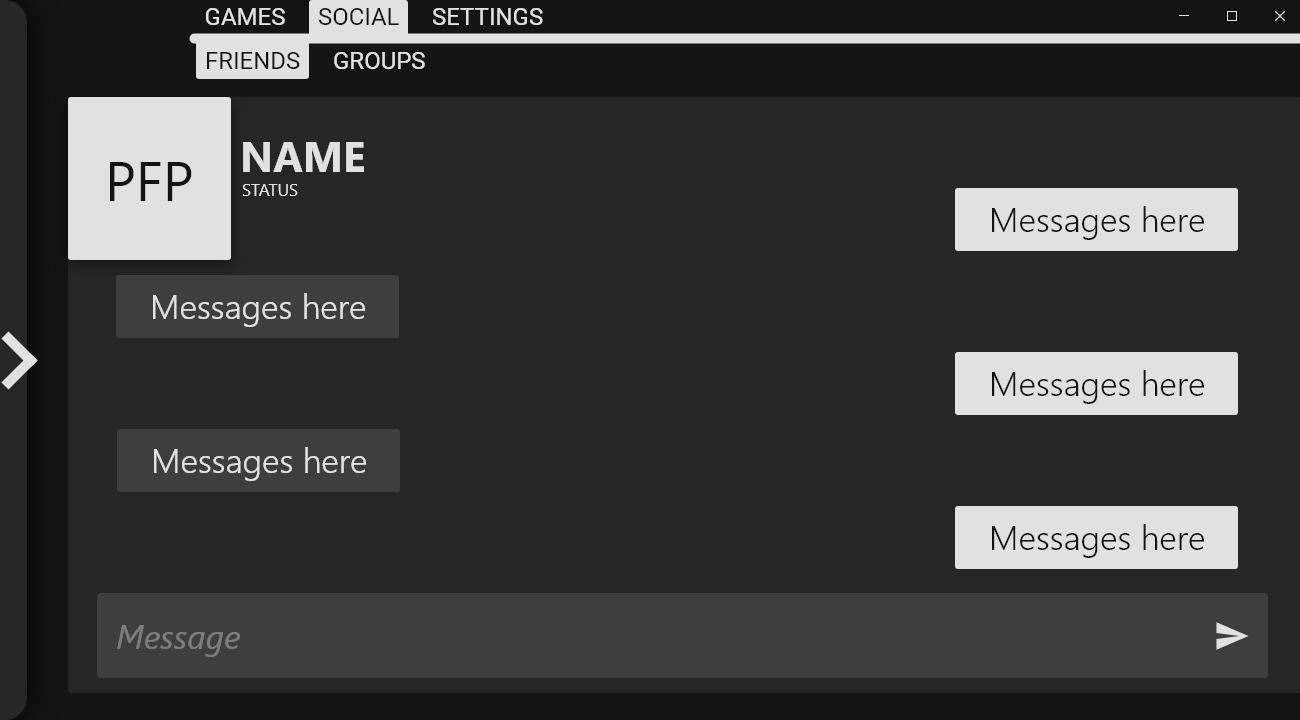 GAMES SOCIAL SETTINGS
FRIENDS GROUPS
PFP
NAME
STATUS
Messages here
Messages here
Messages here
Messages here
Messages here
Message